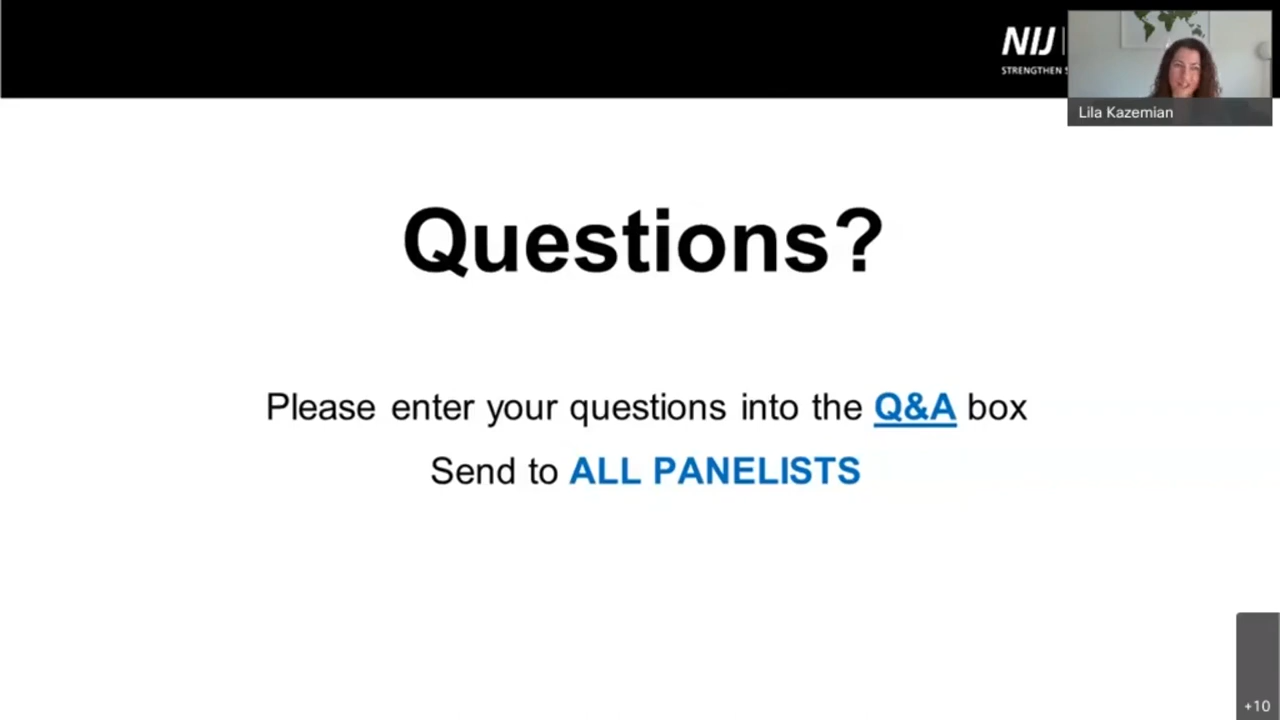 NIJ
STRENGTHEN
Lila Kazemian
Questions?
Please enter your questions into the Q&A box
Send to ALL PANELISTS
+10